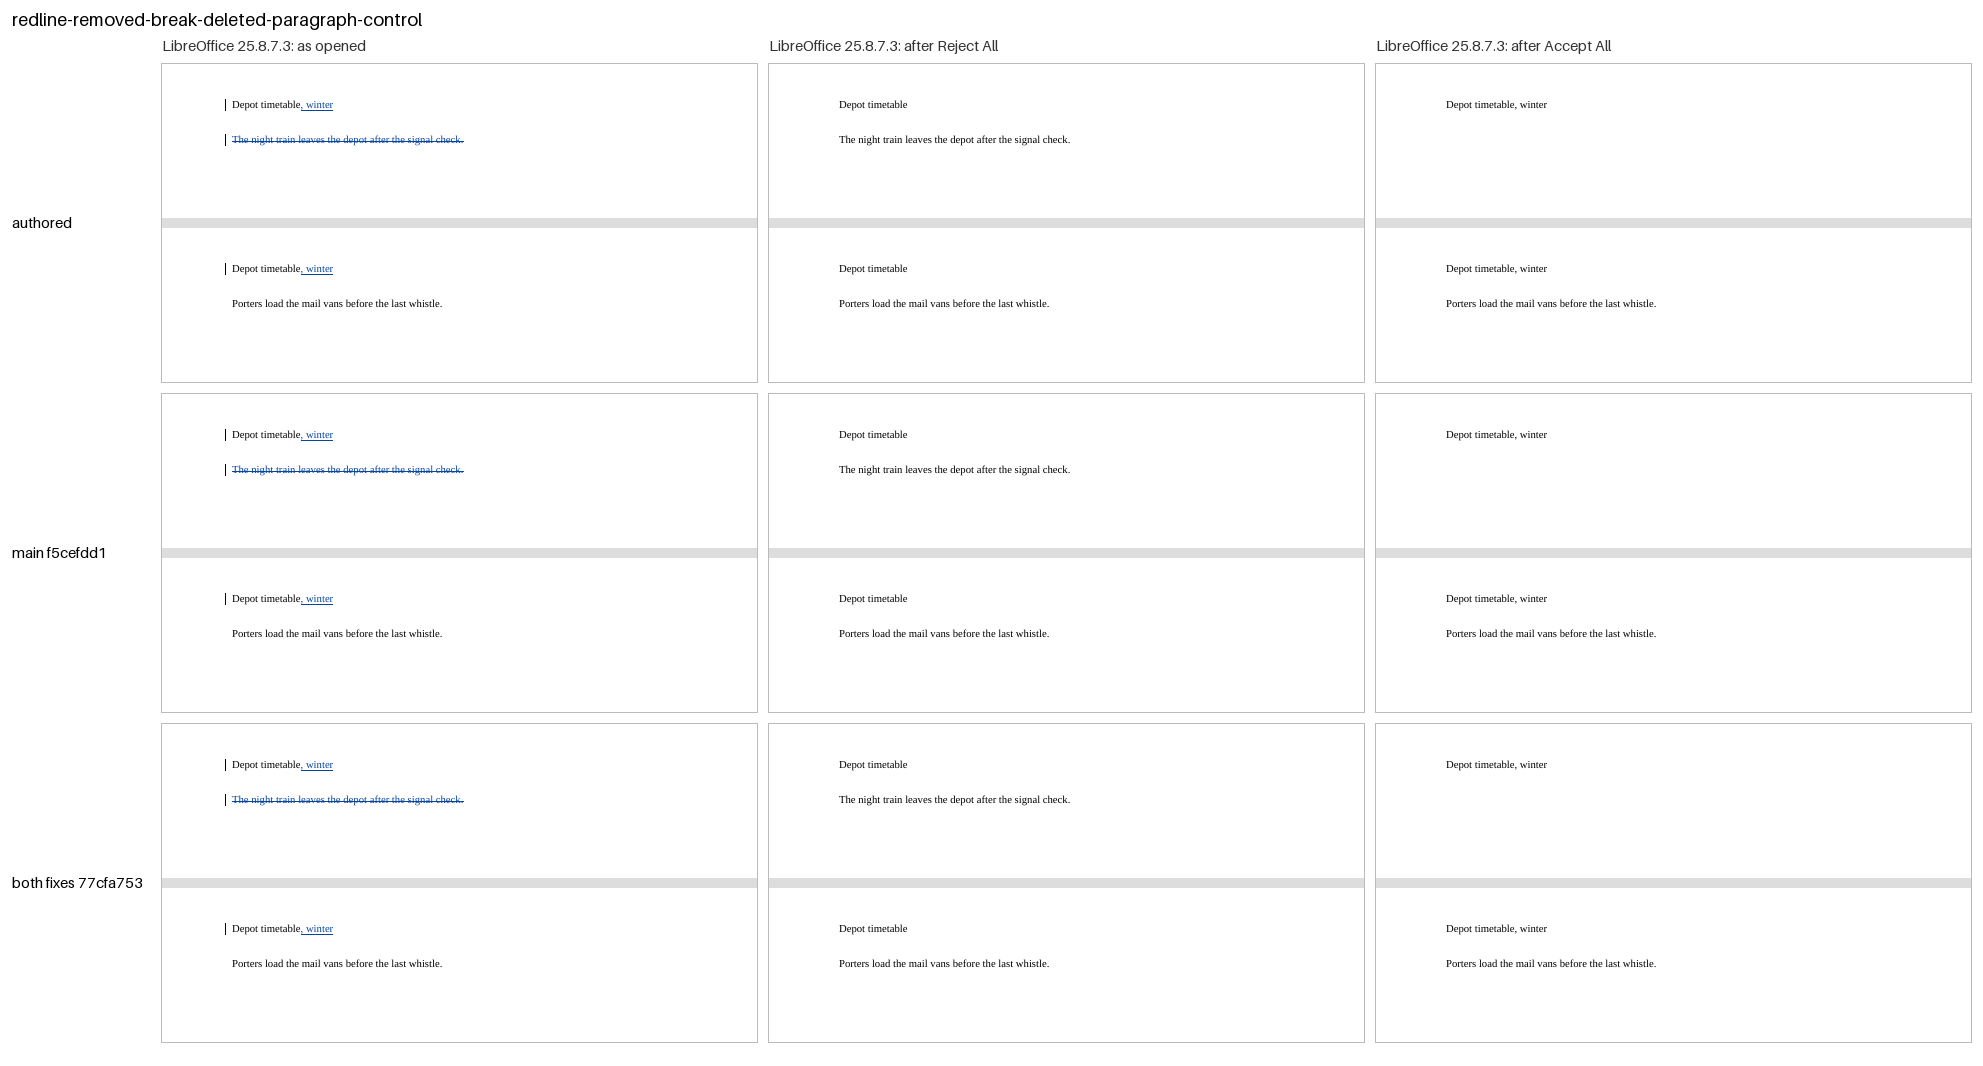 redline-removed-break-deleted-paragraph-control
LibreOffice 25.8.7.3: as opened
LibreOffice 25.8.7.3: after Reject All
LibreOffice 25.8.7.3: after Accept All
authored
Depot timetable, winter
The night train leaves the depot after the signal check.
Depot timetable, winter
Porters load the mail vans before the last whistle.
Depot timetable
The night train leaves the depot after the signal check.
Depot timetable
Porters load the mail vans before the last whistle.
Depot timetable, winter
Depot timetable, winter
Porters load the mail vans before the last whistle.
main f5cefdd1
Depot timetable, winter
The night train leaves the depot after the signal check.
Depot timetable, winter
Porters load the mail vans before the last whistle.
Depot timetable
The night train leaves the depot after the signal check.
Depot timetable
Porters load the mail vans before the last whistle.
Depot timetable, winter
Depot timetable, winter
Porters load the mail vans before the last whistle.
both fixes 77cfa753
Depot timetable, winter
The night train leaves the depot after the signal check.
Depot timetable, winter
Porters load the mail vans before the last whistle.
Depot timetable
The night train leaves the depot after the signal check.
Depot timetable
Porters load the mail vans before the last whistle.
Depot timetable, winter
Depot timetable, winter
Porters load the mail vans before the last whistle.